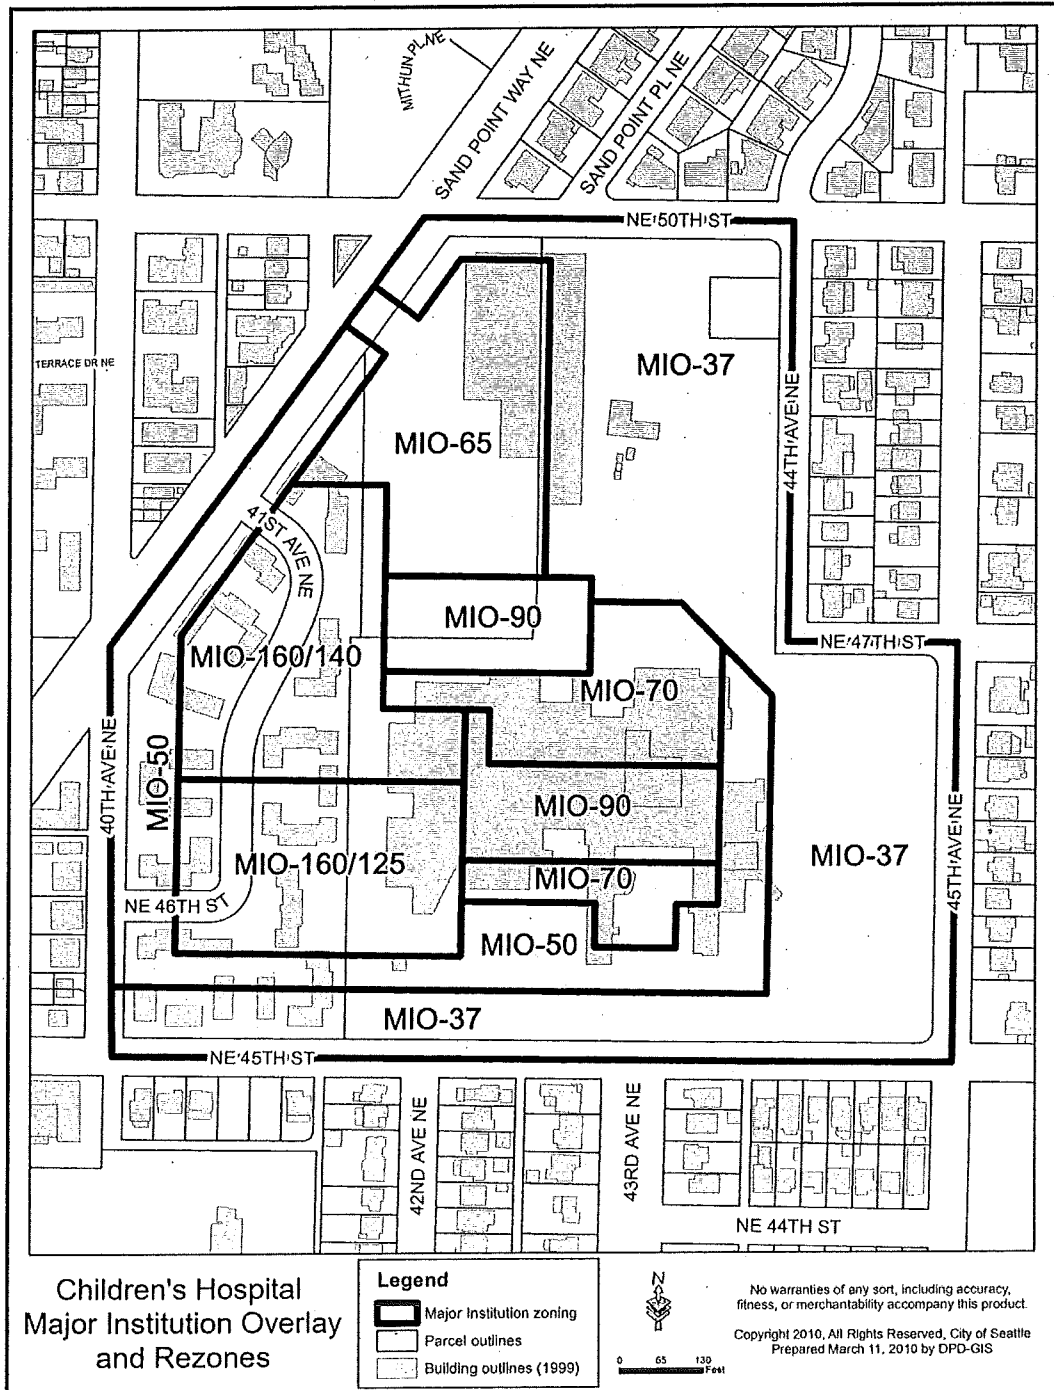 MITHUN PL NE
SAND POINT WAY NE
SAND POINT PL NE
NE 50TH ST
TERRACE DR NE
MIO-37
44TH AVE NE
MIO-65
41ST AVE NE
MIO-90
NE 47TH ST
MIO-160/140
MIO-70
40TH AVE NE
MIO-50
MIO-90
MIO-160/125
MIO-37
45TH AVE NE
MIO-70
NE 46TH ST
MIO-50
MIO-37
NE 45TH ST
42ND AVE NE
43RD AVE NE
NE 44TH ST
Children's Hospital
Major Institution Overlay
and Rezones
Legend
Major Institution zoning
Parcel outlines
Building outlines (1999)
N
0 65 130
Feet
No warranties of any sort, including accuracy,
fitness, or merchantability accompany this product.
Copyright 2010, All Rights Reserved, City of Seattle
Prepared March 11, 2010 by DPD-GIS